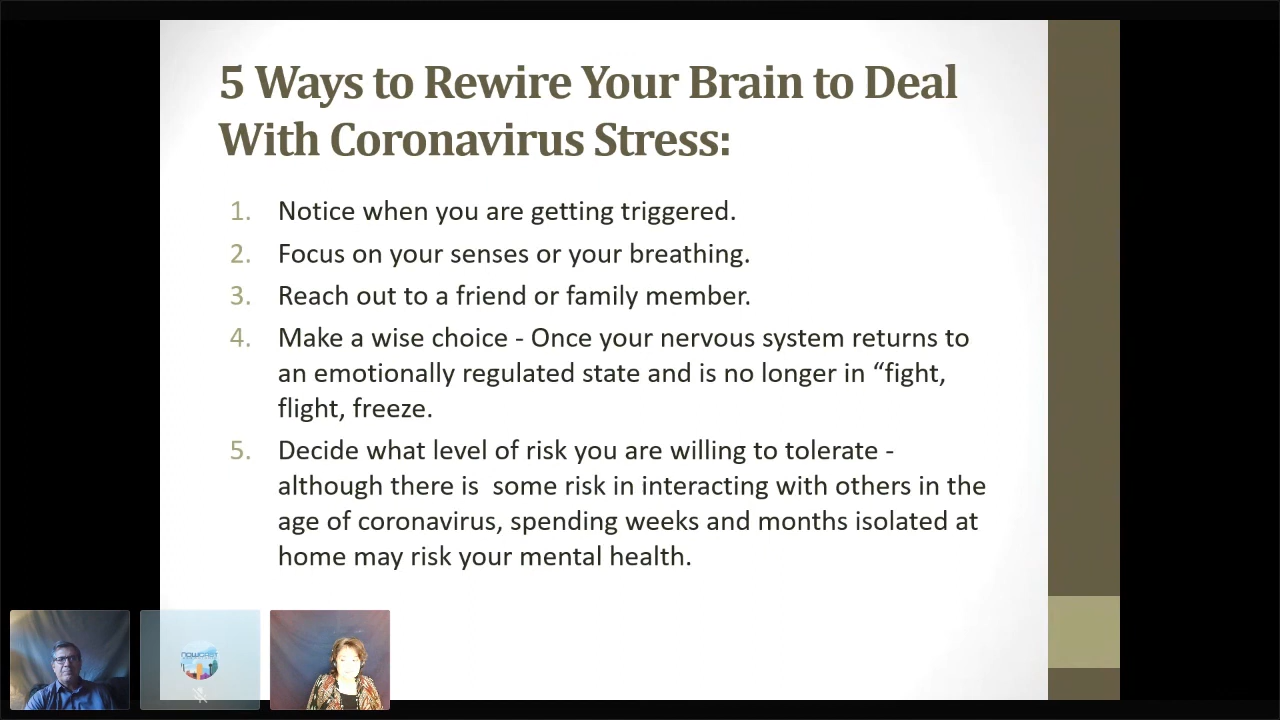 5 Ways to Rewire Your Brain to Deal
With Coronavirus Stress:
1. Notice when you are getting triggered.
2. Focus on your senses or your breathing.
3. Reach out to a friend or family member.
4. Make a wise choice - Once your nervous system returns to
an emotionally regulated state and is no longer in “fight,
flight, freeze.
5. Decide what level of risk you are willing to tolerate -
although there is  some risk in interacting with others in the
age of coronavirus, spending weeks and months isolated at
home may risk your mental health.
NOWCAST